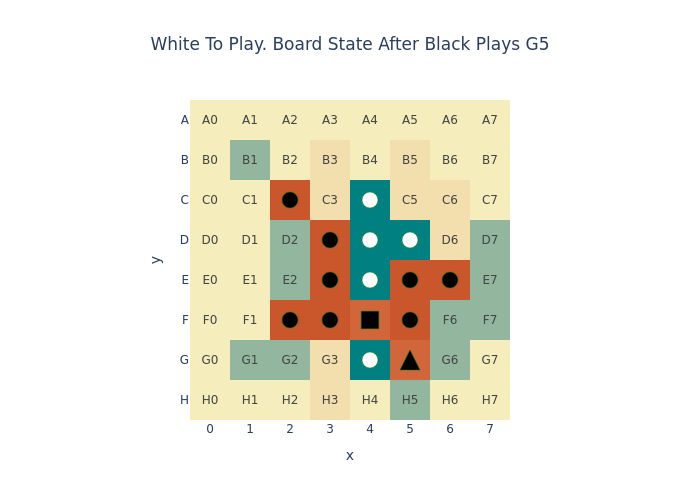 White To Play. Board State After Black Plays G5
A A0 A1 A2 A3 A4 A5 A6 A7
B B0 B1 B2 B3 B4 B5 B6 B7
C C0 C1 C3 C5 C6 C7
D D0 D1 D2 D6 D7
E E0 E1 E2 E7
F F0 F1 F6 F7
G G0 G1 G2 G3 G6 G7
H H0 H1 H2 H3 H4 H5 H6 H7
0 1 2 3 4 5 6 7
x
y